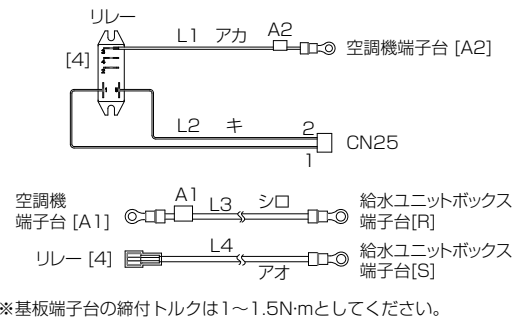 リレー
L1 アカ A2 空調機端子台 [A2]
[4]
L2 キ 2 CN25
1
空調機
端子台 [A1]
A1 L3 シロ
給水ユニットボックス
端子台[R]
リレー [4] L4 アオ
給水ユニットボックス
端子台[S]
※基板端子台の締付トルクは1〜1.5N·mとしてください。